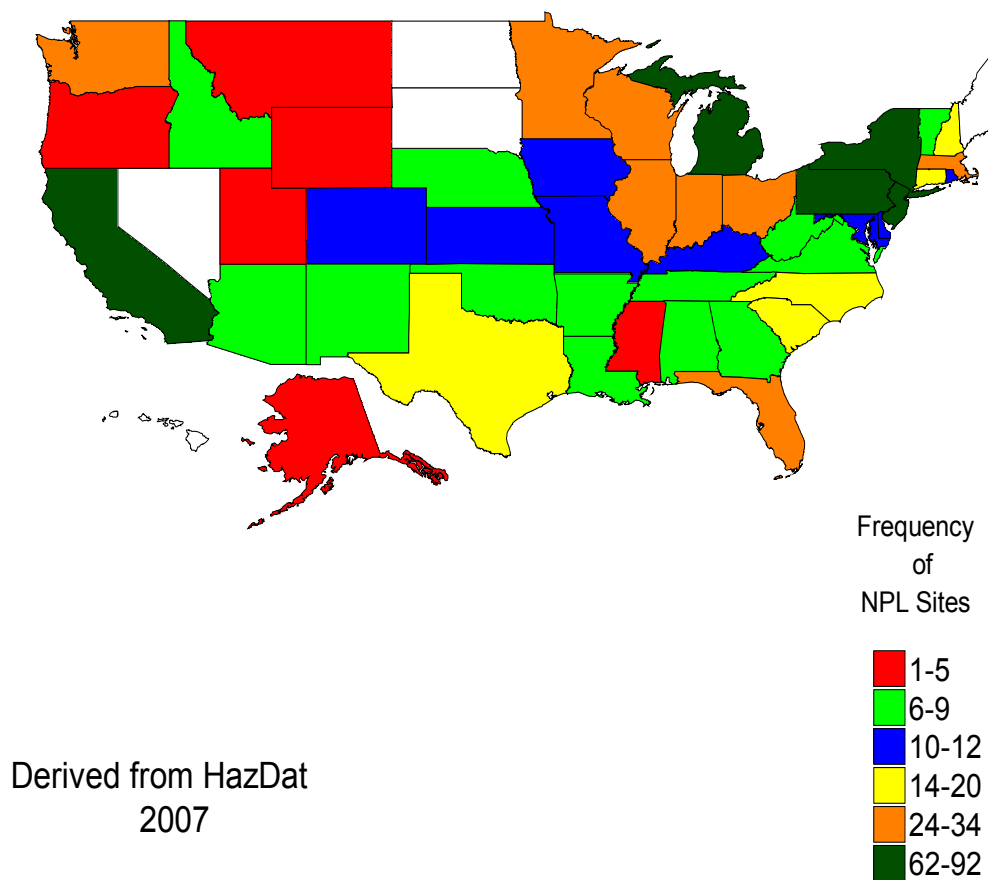 Frequency
of
NPL Sites
1-5
6-9
10-12
14-20
24-34
62-92
Derived from HazDat
2007